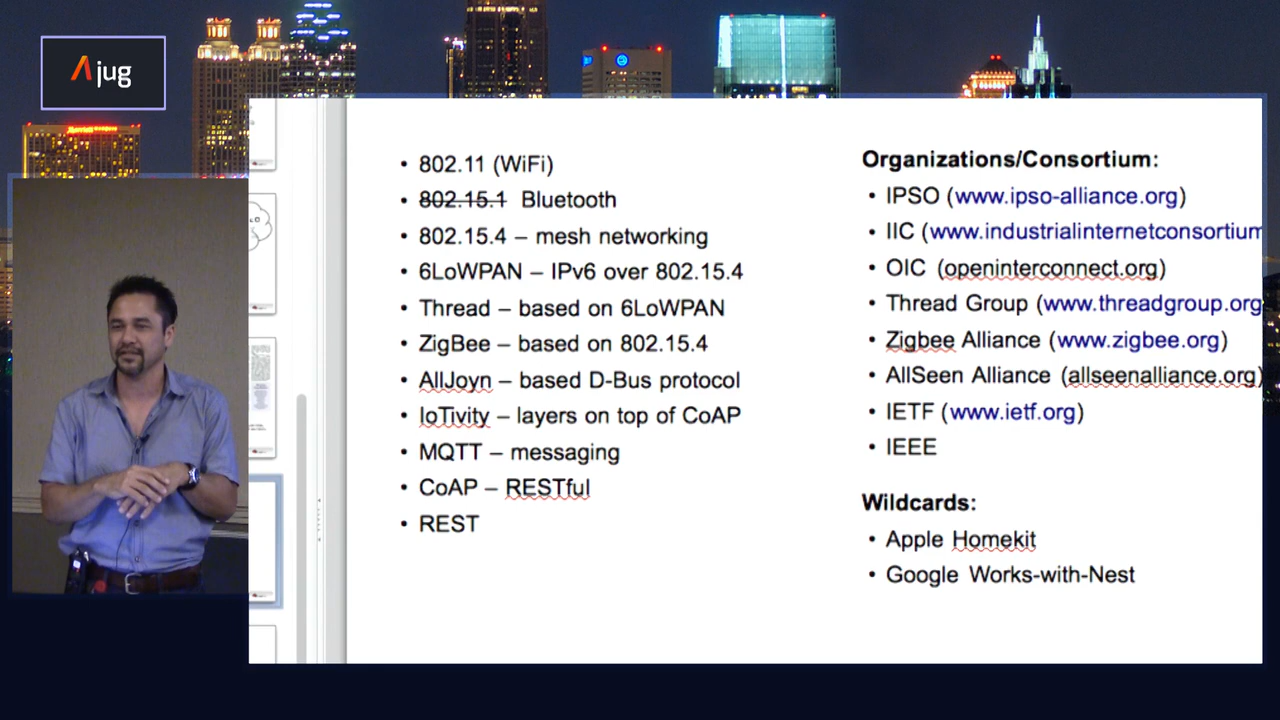 Ajug
• 802.11 (WiFi)
• 802.15.1 Bluetooth
• 802.15.4 – mesh networking
• 6LoWPAN – IPv6 over 802.15.4
• Thread – based on 6LoWPAN
• ZigBee – based on 802.15.4
• AllJoyn – based D-Bus protocol
• IoTivity – layers on top of CoAP
• MQTT – messaging
• CoAP – RESTful
• REST
Organizations/Consortium:
• IPSO (www.ipso-alliance.org)
• IIC (www.industrialinternetconsortium
• OIC (openinterconnect.org)
• Thread Group (www.threadgroup.org
• Zigbee Alliance (www.zigbee.org)
• AllSeen Alliance (allseenalliance.org)
• IETF (www.ietf.org)
• IEEE
Wildcards:
• Apple Homekit
• Google Works-with-Nest